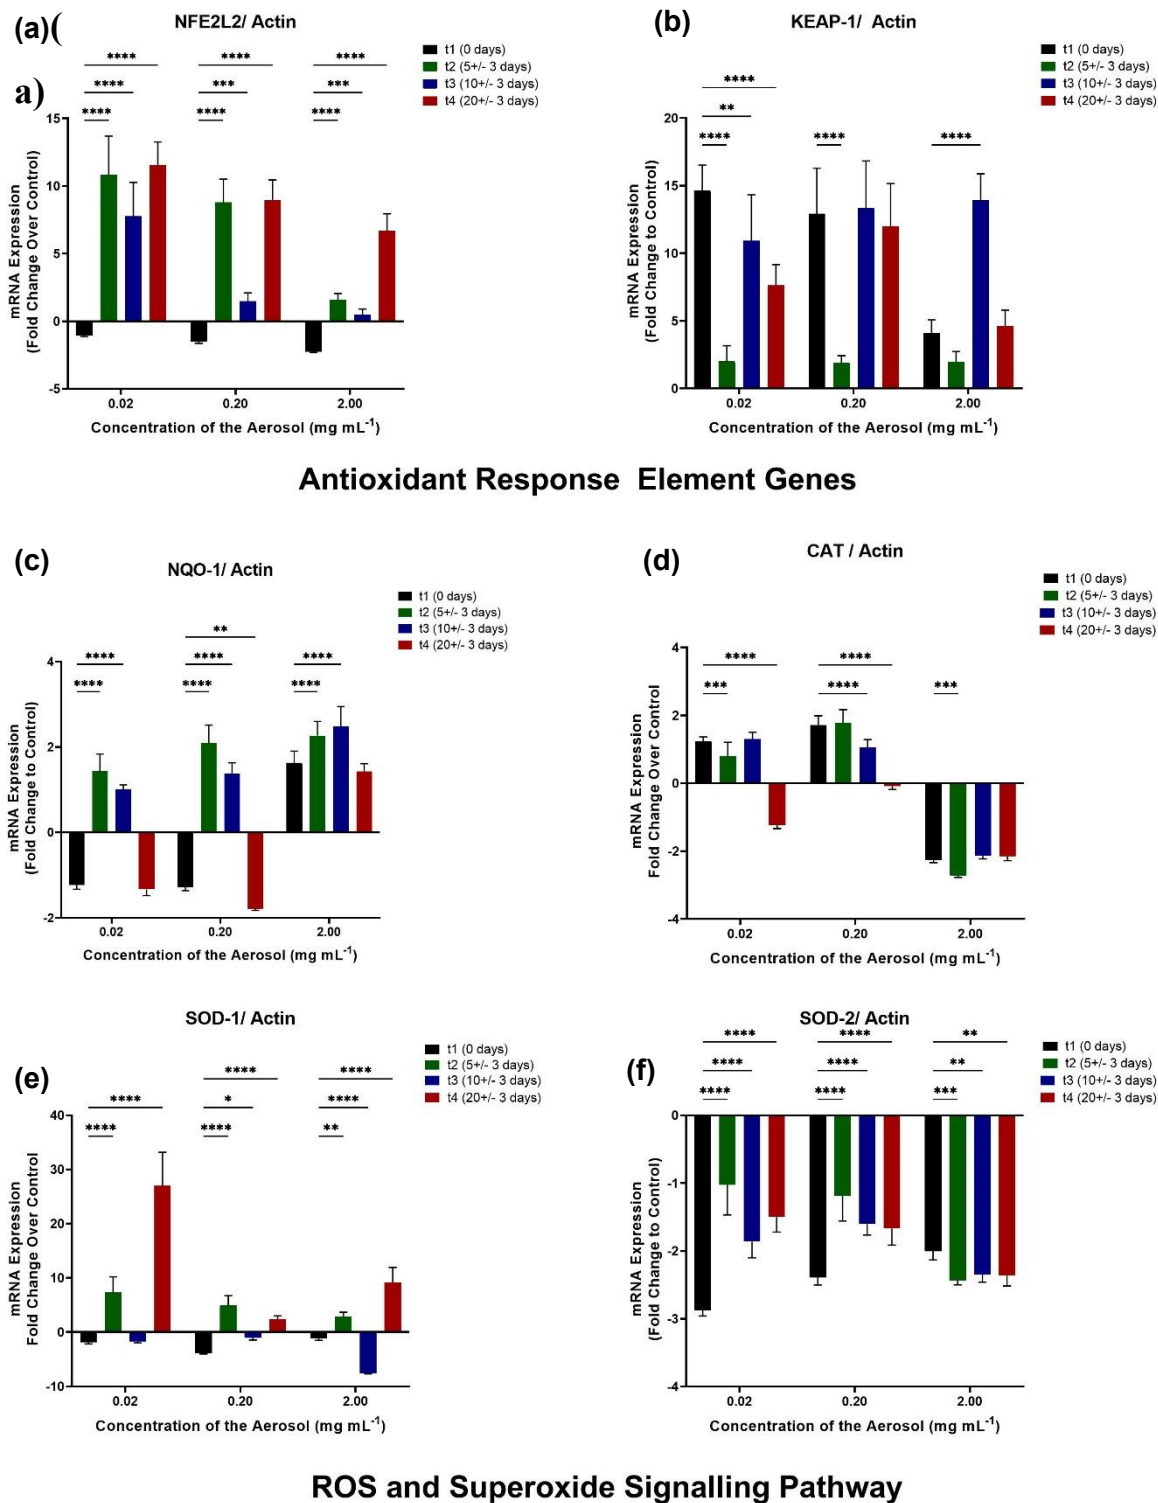 (a)(
a)
NFE2L2/ Actin
t1 (0 days)
t2 (5+/- 3 days)
t3 (10+/- 3 days)
t4 (20+/- 3 days)
**** **** ****
**** *** ***
**** **** ****
mRNA Expression
(Fold Change Over Control)
15
10
5
0
-5
0.02 0.20 2.00
Concentration of the Aerosol (mg mL-1)
(b)
KEAP-1/ Actin
t1 (0 days)
t2 (5+/- 3 days)
t3 (10+/- 3 days)
t4 (20+/- 3 days)
****
**
**** **** ****
mRNA Expression
(Fold Change to Control)
20
15
10
5
0
0.02 0.20 2.00
Concentration of the Aerosol (mg mL-1)
Antioxidant Response Element Genes
(c)
NQO-1/ Actin
t1 (0 days)
t2 (5+/- 3 days)
t3 (10+/- 3 days)
t4 (20+/- 3 days)
**
**** **** ****
**** **** ****
mRNA Expression
(Fold Change to Control)
4
2
0
-2
0.02 0.20 2.00
Concentration of the Aerosol (mg mL-1)
(d)
CAT / Actin
t1 (0 days)
t2 (5+/- 3 days)
t3 (10+/- 3 days)
t4 (20+/- 3 days)
**** ****
*** **** ***
mRNA Expression
Fold Change Over Control)
4
2
0
-2
-4
0.02 0.20 2.00
Concentration of the Aerosol (mg mL-1)
(e)
SOD-1/ Actin
t1 (0 days)
t2 (5+/- 3 days)
t3 (10+/- 3 days)
t4 (20+/- 3 days)
**** ****
**** * ****
**** **** **
mRNA Expression
Fold Change Over Control
40
30
20
10
0
-10
0.02 0.20 2.00
Concentration of the Aerosol (mg mL-1)
(f)
SOD-2/ Actin
t1 (0 days)
t2 (5+/- 3 days)
t3 (10+/- 3 days)
t4 (20+/- 3 days)
**** **** **
**** **** **
**** **** ***
mRNA Expression
(Fold Change to Control)
0
-1
-2
-3
-4
0.02 0.20 2.00
Concentration of the Aerosol (mg mL-1)
ROS and Superoxide Signalling Pathway